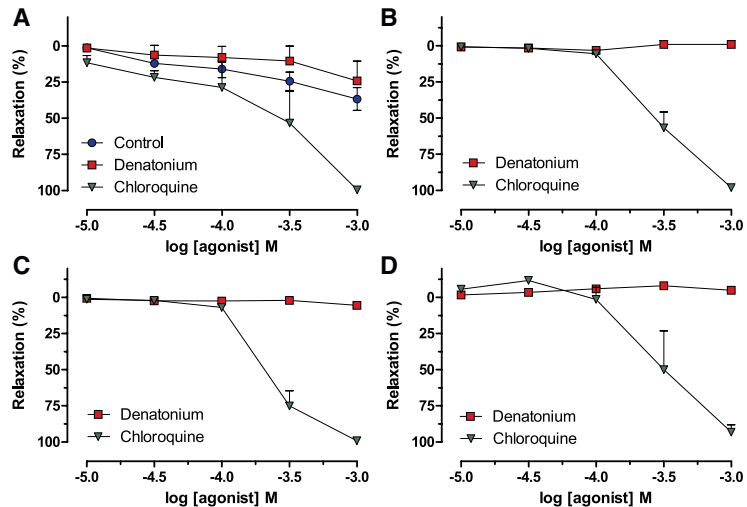 A
Relaxation (%)
0
25
50
75
100
Control
Denatonium
Chloroquine
-5.0 -4.5 -4.0 -3.5 -3.0
log [agonist] M
B
Relaxation (%)
0
25
50
75
100
Denatonium
Chloroquine
-5.0 -4.5 -4.0 -3.5 -3.0
log [agonist] M
C
Relaxation (%)
0
25
50
75
100
Denatonium
Chloroquine
-5.0 -4.5 -4.0 -3.5 -3.0
log [agonist] M
D
Relaxation (%)
0
25
50
75
100
Denatonium
Chloroquine
-5.0 -4.5 -4.0 -3.5 -3.0
log [agonist] M